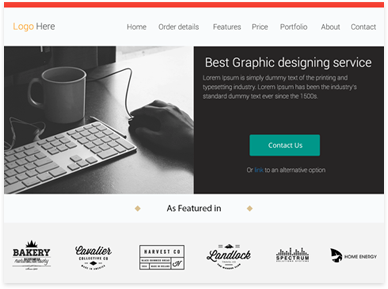 Logo Here
Home Order details Features Price Portfolio About Contact
Best Graphic designing service
Lorem Ipsum is simply dummy text of the printing and
typesetting industry. Lorem Ipsum has been the industry's
standard dummy text ever since the 1500s.
Contact Us
Or link to an alternative option
As Featured in
BAKERY
Cavalier
COLLECTIVE CO
MADE IN AMERICA
HARVEST CO
Landlock
SPECTRUM
HOME ENERGY